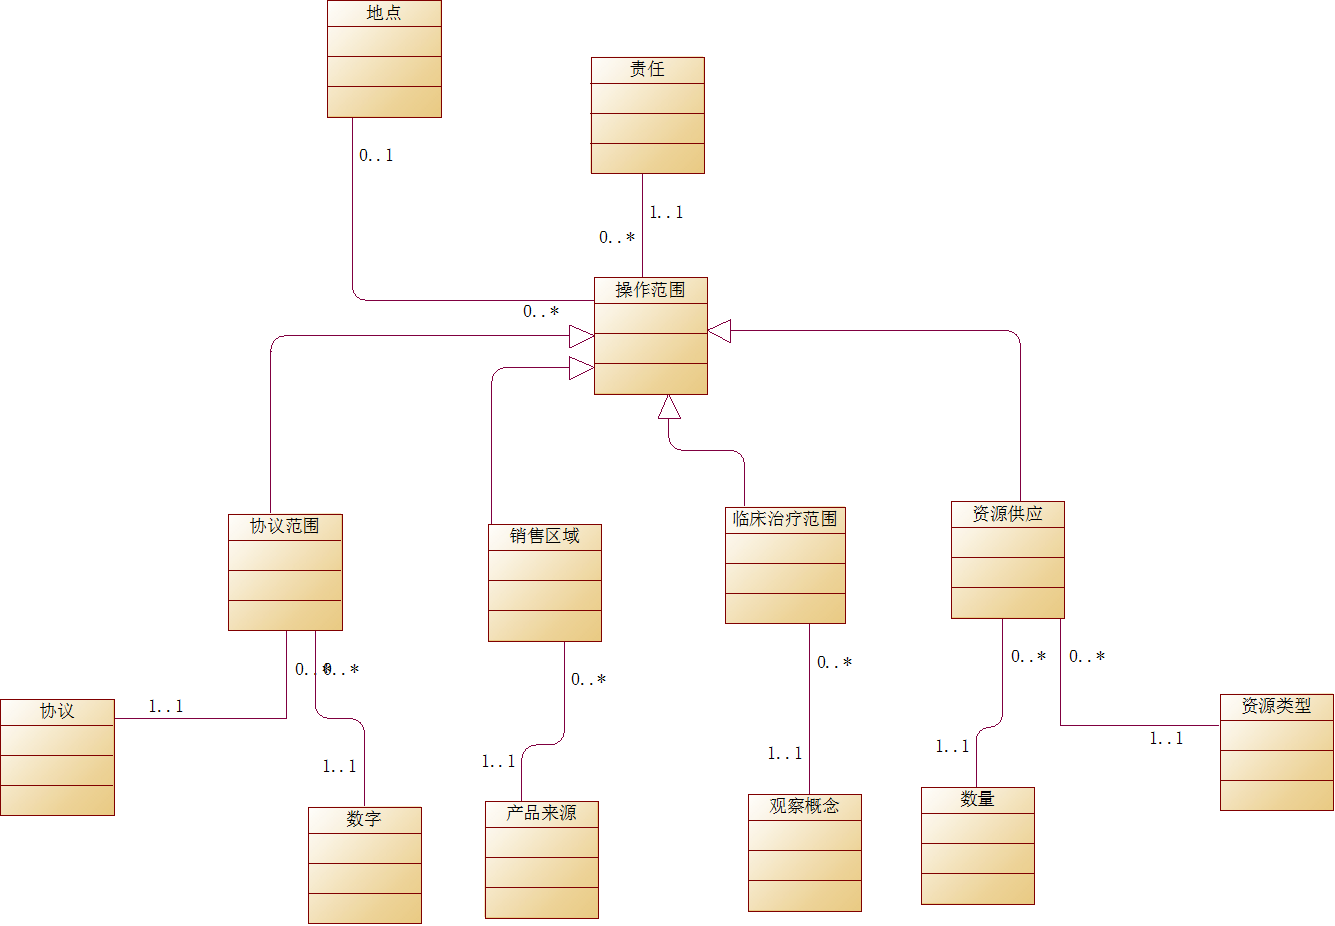 地点
责任
0..1
1..1
0..*
操作范围
0..*
协议范围
销售区域
临床治疗范围
资源供应
0..*
0..*
0..*
0..*
0..*
0..*
协议
1..1
资源类型
1..1
1..1
1..1
1..1
1..1
数字
产品来源
观察概念
数量